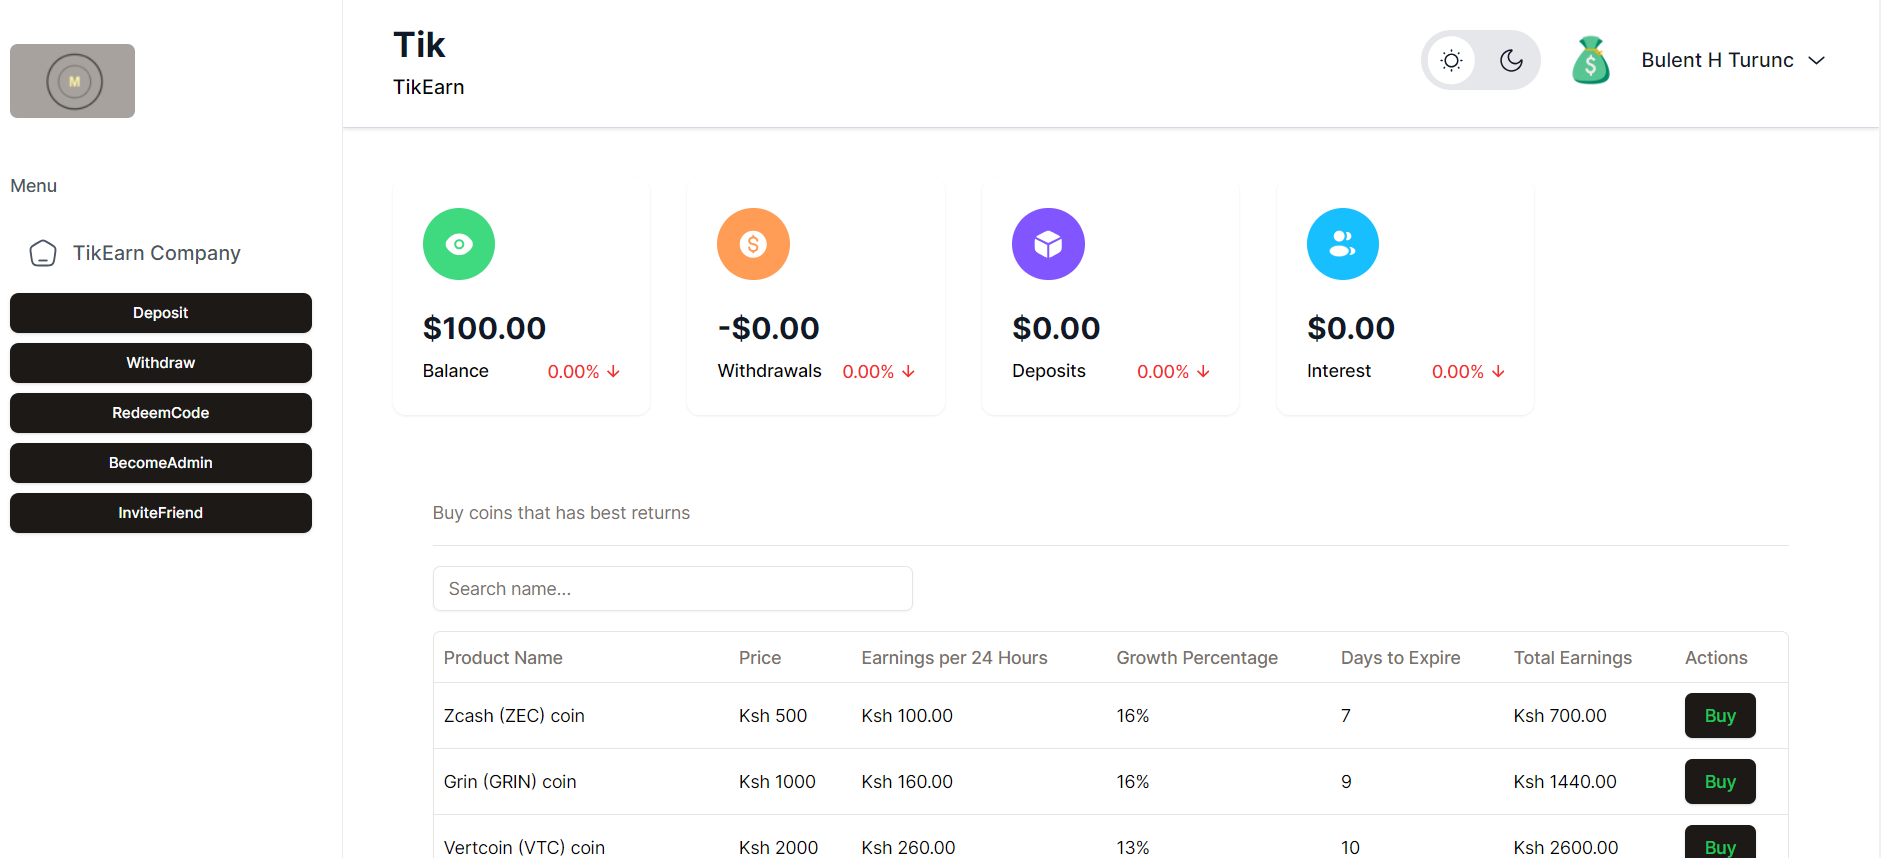 M
Menu
TikEarn Company
Deposit
Withdraw
RedeemCode
BecomeAdmin
InviteFriend
Tik
TikEarn
$
Bulent H Turunc
$
$100.00
Balance 0.00% ↓
-$0.00
Withdrawals 0.00% ↓
$0.00
Deposits 0.00% ↓
$0.00
Interest 0.00% ↓
Buy coins that has best returns
Search name...
Product Name Price Earnings per 24 Hours Growth Percentage Days to Expire Total Earnings Actions
Zcash (ZEC) coin Ksh 500 Ksh 100.00 16% 7 Ksh 700.00 Buy
Grin (GRIN) coin Ksh 1000 Ksh 160.00 16% 9 Ksh 1440.00 Buy
Vertcoin (VTC) coin Ksh 2000 Ksh 260.00 13% 10 Ksh 2600.00 Buy